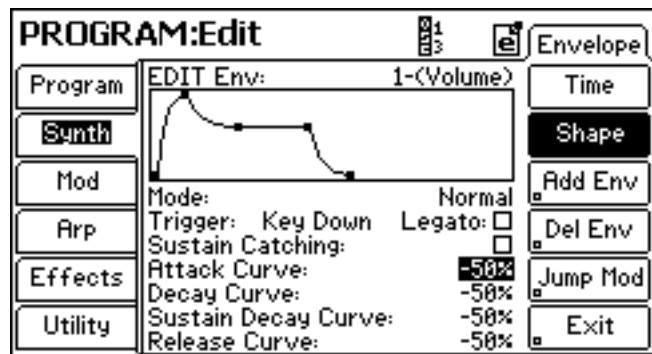 PROGRAM:Edit
1
3
e
Envelope
Program
Synth
Mod
Arp
Effects
Utility
EDIT Env: 1-(Volume)
Mode: Normal
Trigger: Key Down Legato:
Sustain Catching:
Attack Curve: -50%
Decay Curve: -50%
Sustain Decay Curve: -50%
Release Curve: -50%
Time
Shape
Add Env
Del Env
Jump Mod
Exit